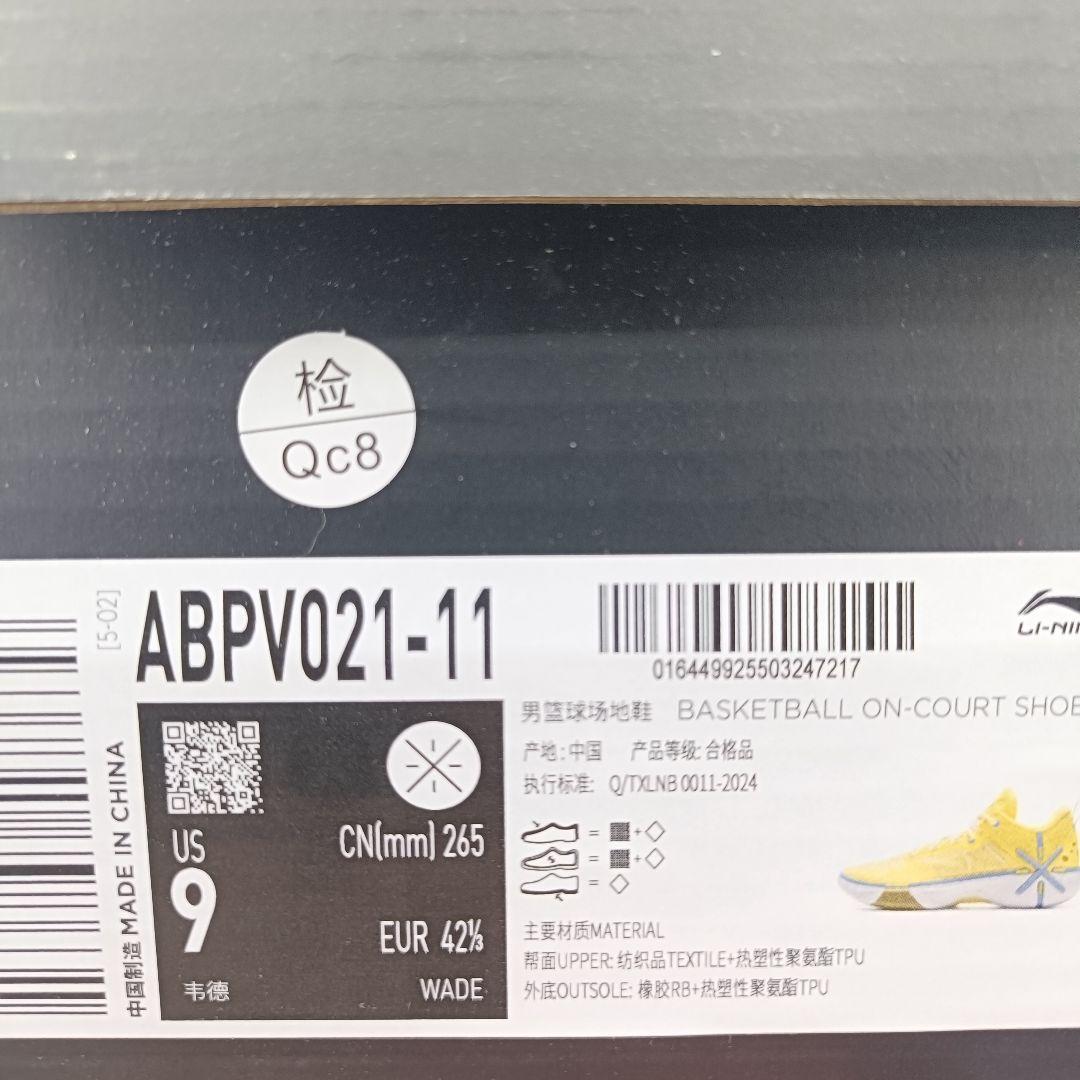 检
Qc8
[5-02]
ABPV021-11
016449925503247217
LI-NIN
男篮球场地鞋 BASKETBALL ON-COURT SHOE
产地:中国 产品等级:合格品
执行标准: Q/TXLNB 0011-2024
US
9
韦德
CN(mm) 265
EUR 42⅓
WADE
中国制造 MADE IN CHINA
主要材质MATERIAL
帮面UPPER: 纺织品TEXTILE+热塑性聚氨酯TPU
外底OUTSOLE: 橡胶RB+热塑性聚氨酯TPU